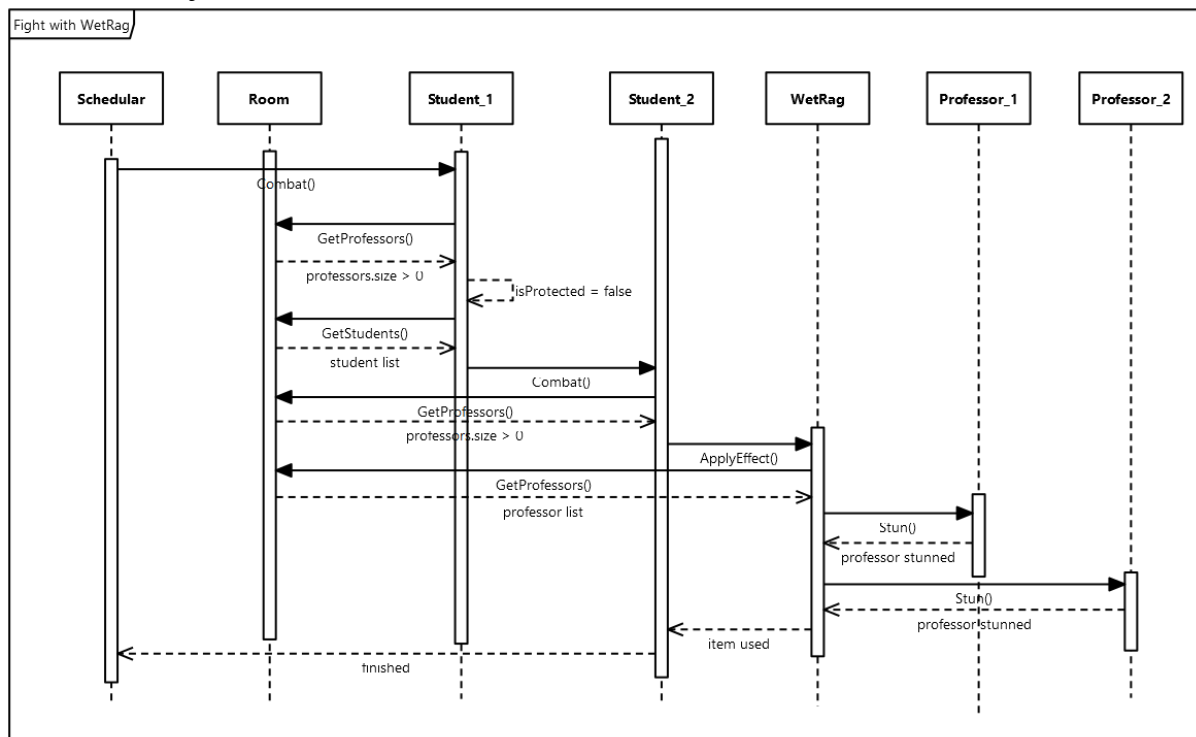 Fight with WetRag
Schedular
Room
Student_1
Student_2
WetRag
Professor_1
Professor_2
Combat()
GetProfessors()
professors.size > 0
isProtected = false
GetStudents()
student list
Combat()
GetProfessors()
professors.size > 0
ApplyEffect()
GetProfessors()
professor list
Stun()
professor stunned
Stun()
professor stunned
item used
finished